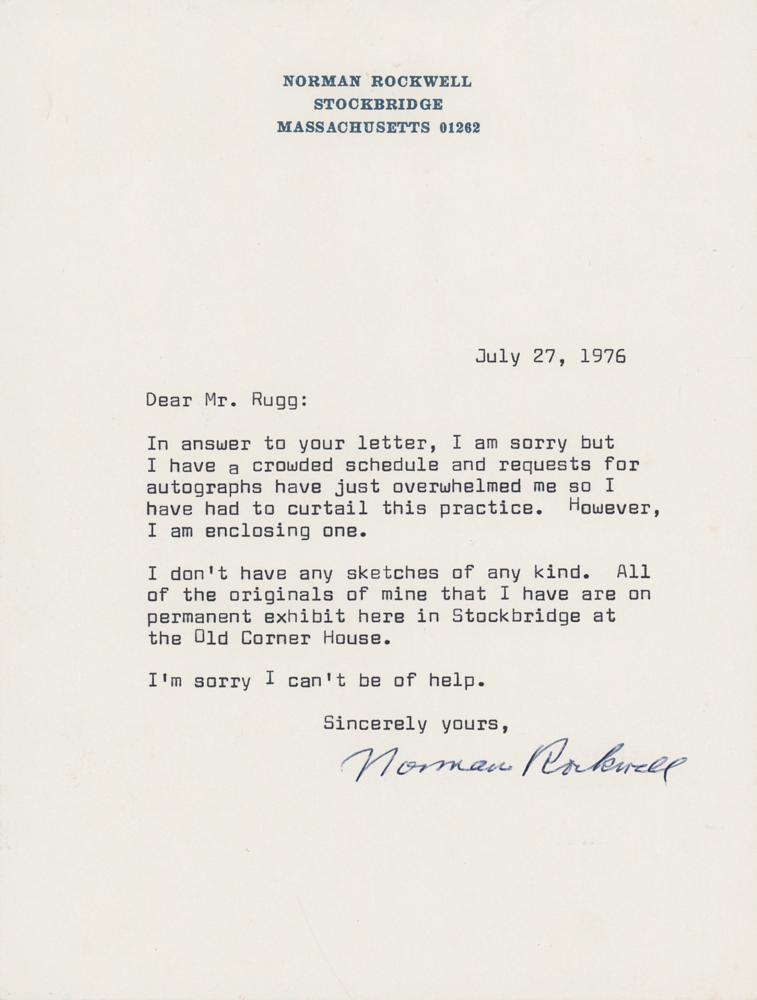 NORMAN ROCKWELL
STOCKBRIDGE
MASSACHUSETTS 01262
July 27, 1976
Dear Mr. Rugg:
In answer to your letter, I am sorry but
I have a crowded schedule and requests for
autographs have just overwhelmed me so I
have had to curtail this practice.  However,
I am enclosing one.
I don't have any sketches of any kind.  All
of the originals of mine that I have are on
permanent exhibit here in Stockbridge at
the Old Corner House.
I'm sorry I can't be of help.
Sincerely yours,
Norman Rockwell